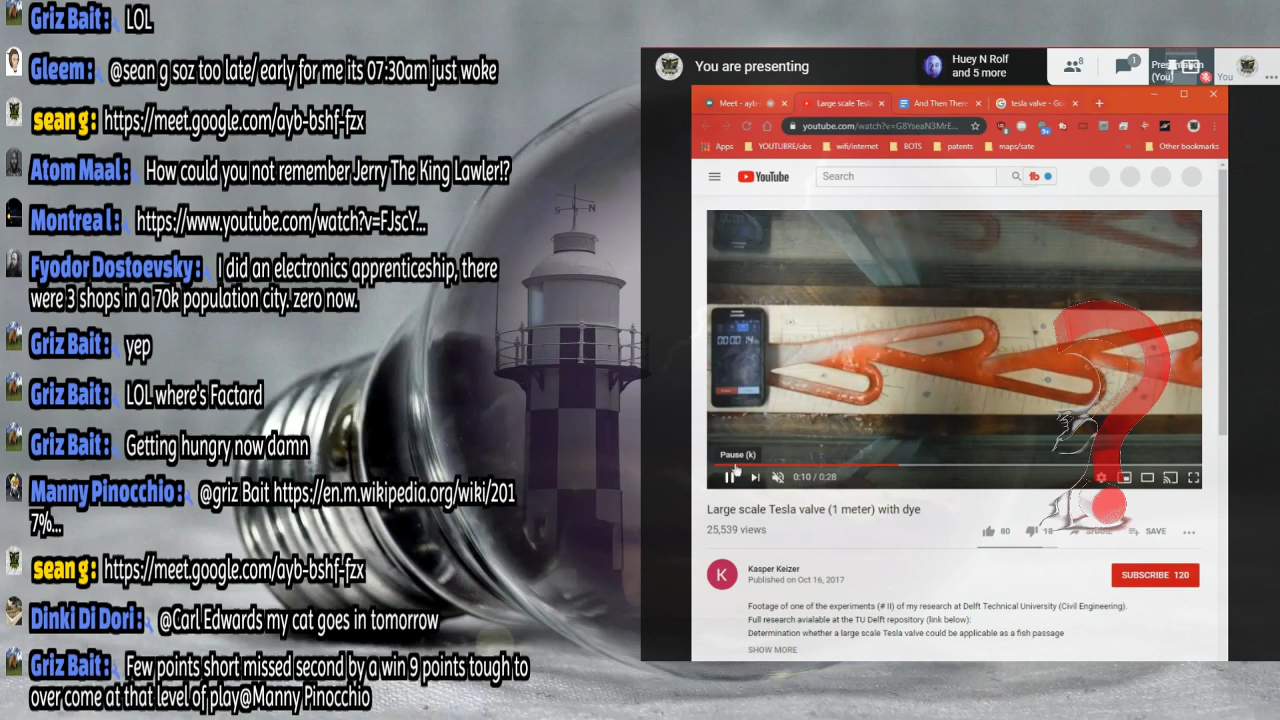 Griz Bait: LOL
Gleem: @sean g soz too late/ early for me its 07:30am just woke
sean g: https://meet.google.com/ayb-bshf-fzx
Atom Maal: How could you not remember Jerry The King Lawler!?
Montreal: https://www.youtube.com/watch?v=FJscY...
Fyodor Dostoevsky: I did an electronics apprenticeship, there
were 3 shops in a 70k population city. zero now.
Griz Bait: yep
Griz Bait: LOL where's Factard
Griz Bait: Getting hungry now damn
Manny Pinocchio: @griz Bait https://en.m.wikipedia.org/wiki/201
7%...
sean g: https://meet.google.com/ayb-bshf-fzx
Dinki Di Dori: @Carl Edwards my cat goes in tomorrow
Griz Bait: Few points short missed second by a win 9 points tough to
over come at that level of play@Manny Pinocchio
S N
You are presenting
Huey N Rolf
and 5 more
8
1
Presentation
(You)
You
Meet - ayb-
Large scale Tesla
And Then There
tesla valve - Go
youtube.com/watch?v=G8YseaN3MrE...
Apps YOUTUBRE/obs wifi/internet BOTS patents maps/sate Other bookmarks
YouTube
Search
tb
Pause (k)
0:10 / 0:28
Large scale Tesla valve (1 meter) with dye
25,539 views
80 18 SHARE SAVE
K
Kasper Keizer
Published on Oct 16, 2017
SUBSCRIBE 120
Footage of one of the experiments (# II) of my research at Delft Technical University (Civil Engineering).
Full research avialable at the TU Delft repository (link below):
Determination whether a large scale Tesla valve could be applicable as a fish passage
SHOW MORE
?